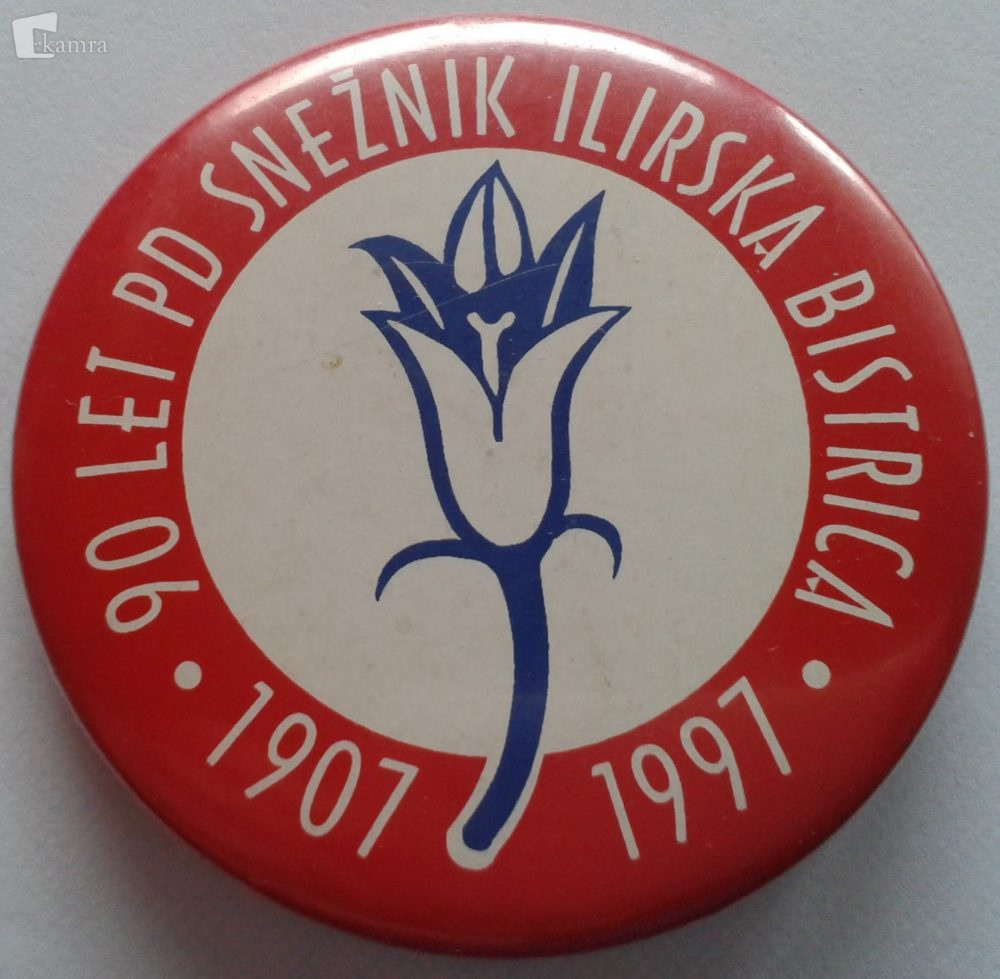 kamra
90 LET PD SNEŽNIK ILIRSKA BISTRICA
• 1907 1997 •